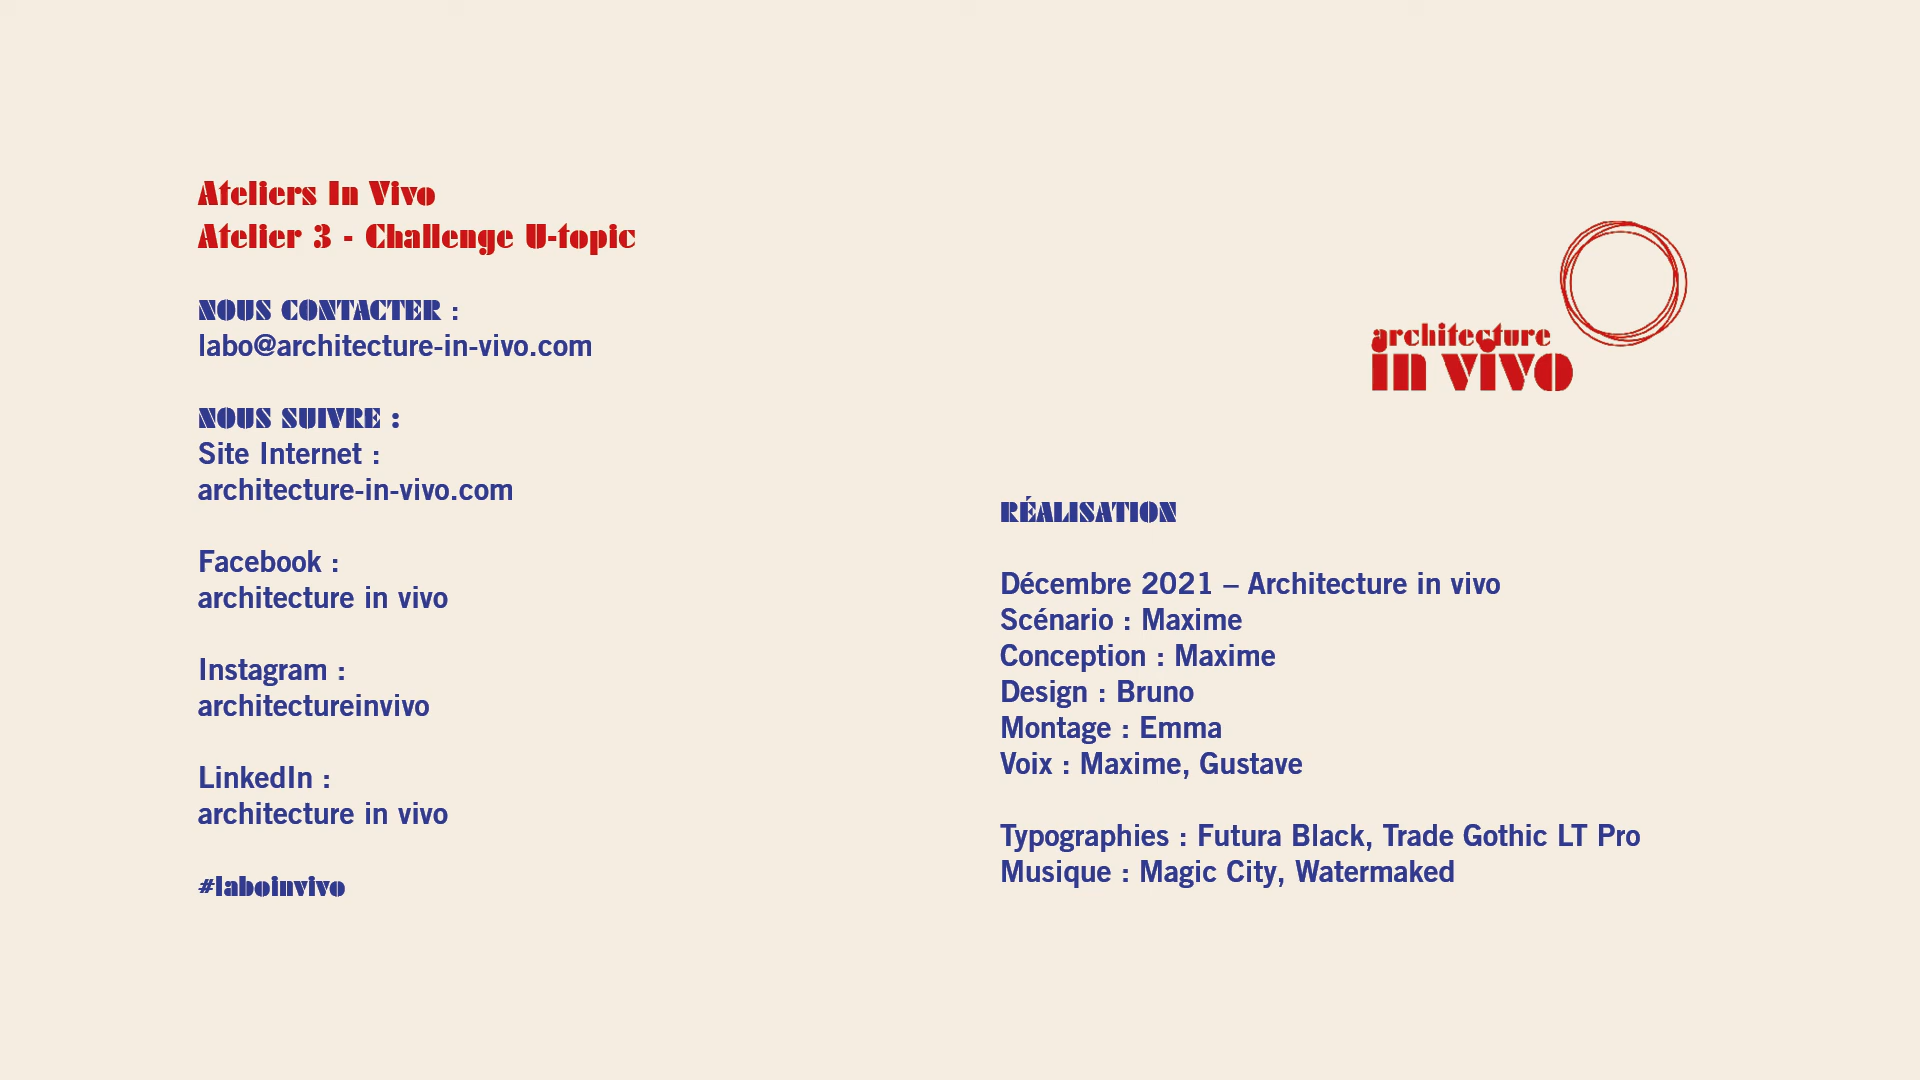 Ateliers In Vivo
Atelier 3 - Challenge U-topic
NOUS CONTACTER :
labo@architecture-in-vivo.com
NOUS SUIVRE :
Site Internet :
architecture-in-vivo.com
Facebook :
architecture in vivo
Instagram :
architectureinvivo
LinkedIn :
architecture in vivo
#laboinvivo
architecture
in vivo
RÉALISATION
Décembre 2021 – Architecture in vivo
Scénario : Maxime
Conception : Maxime
Design : Bruno
Montage : Emma
Voix : Maxime, Gustave
Typographies : Futura Black, Trade Gothic LT Pro
Musique : Magic City, Watermaked